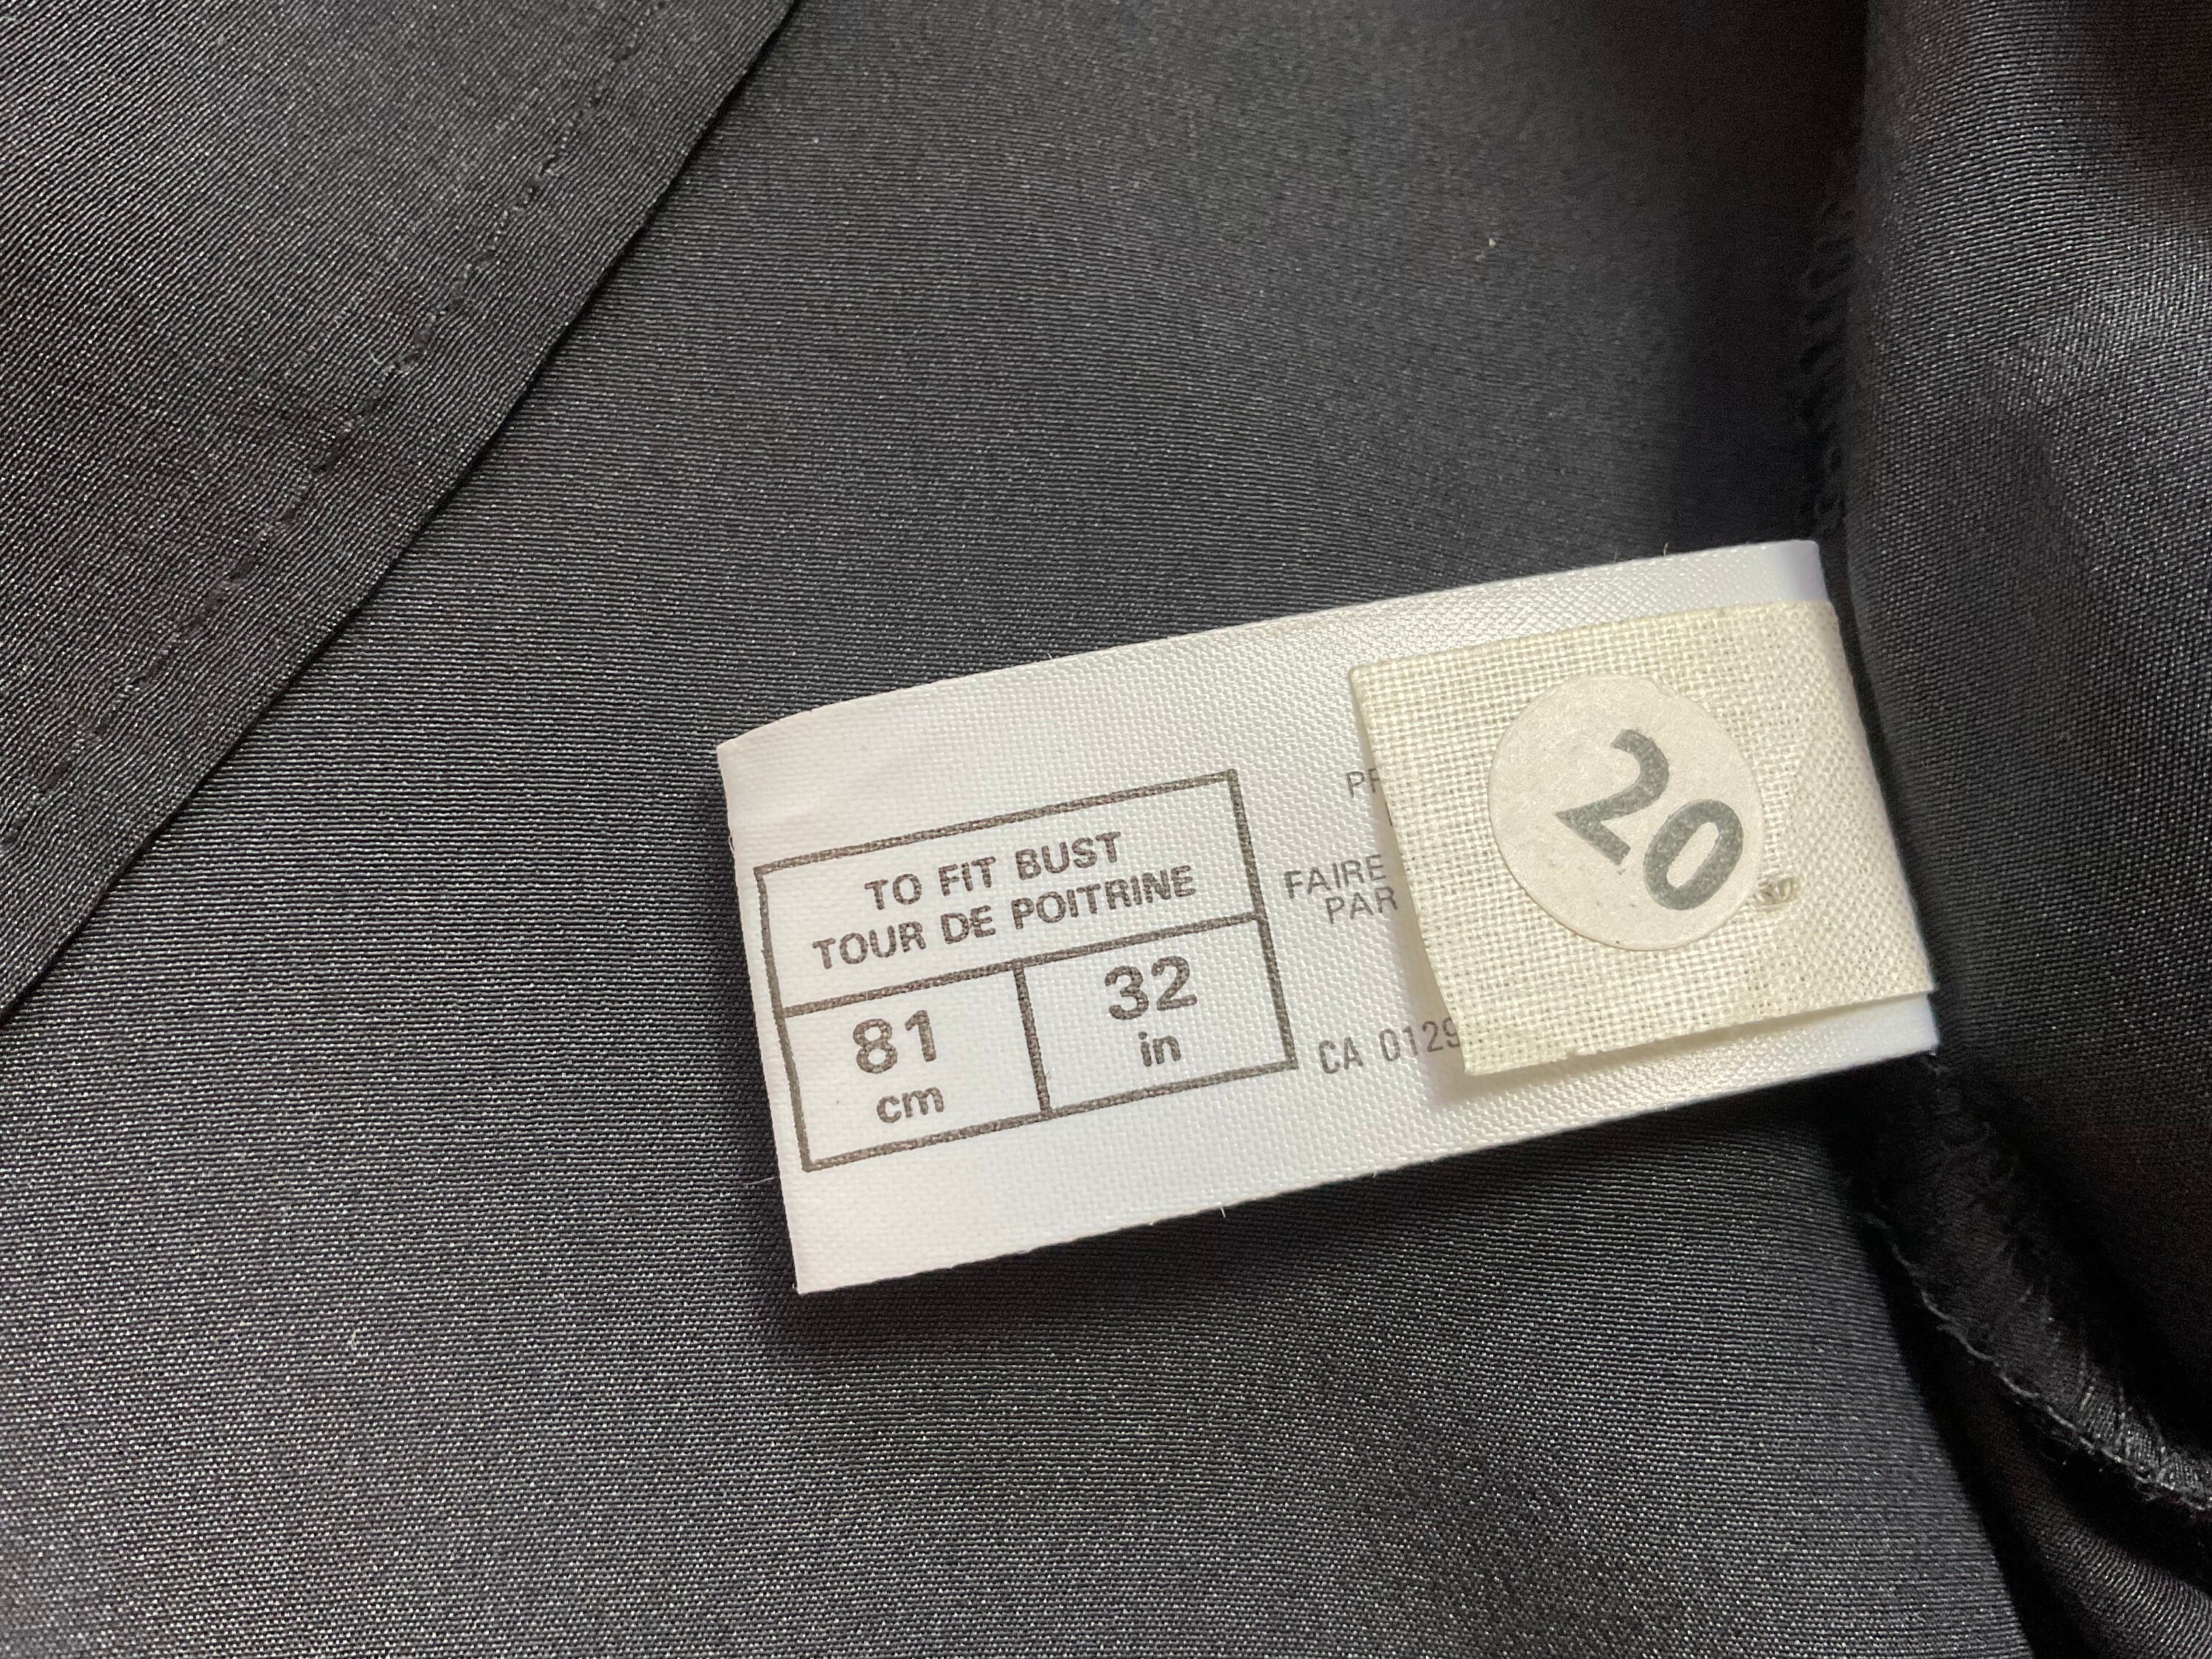 TO FIT BUST
TOUR DE POITRINE
81
cm
32
in
FAIRE
PAR
CA 0129
20